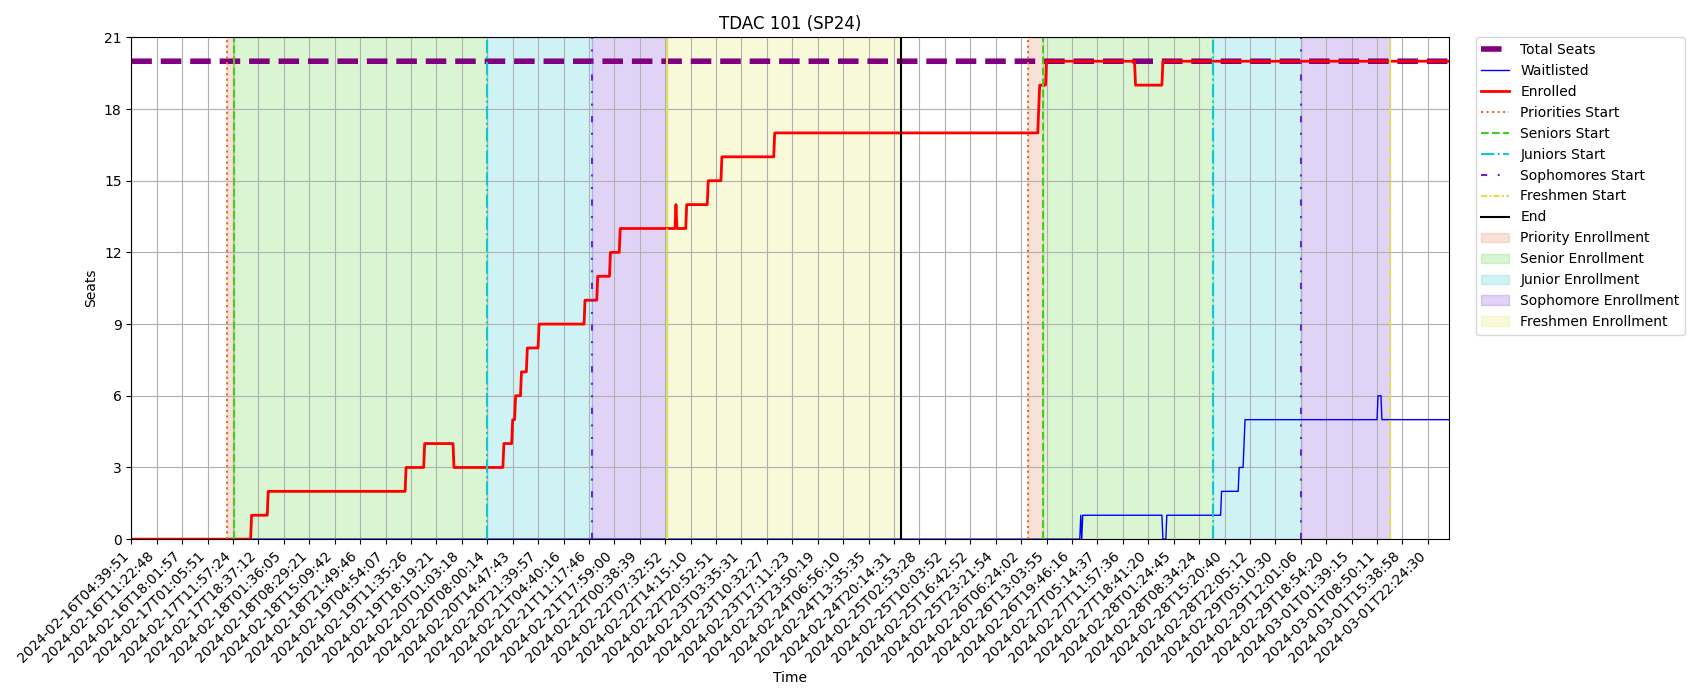 TDAC 101 (SP24)
21
18
15
12
9
6
3
0
Seats
2024-02-16T04:39:51
2024-02-16T11:22:48
2024-02-16T18:01:57
2024-02-17T01:05:51
2024-02-17T11:57:24
2024-02-17T18:37:12
2024-02-18T01:36:05
2024-02-18T08:29:21
2024-02-18T15:09:42
2024-02-18T21:49:46
2024-02-19T04:54:07
2024-02-19T11:35:26
2024-02-19T18:19:21
2024-02-20T01:03:18
2024-02-20T08:00:14
2024-02-20T14:47:43
2024-02-20T21:39:57
2024-02-21T04:40:16
2024-02-21T11:17:46
2024-02-21T17:59:00
2024-02-22T00:38:39
2024-02-22T07:32:52
2024-02-22T14:15:10
2024-02-22T20:52:51
2024-02-23T03:35:31
2024-02-23T10:32:27
2024-02-23T17:11:23
2024-02-23T23:50:19
2024-02-24T06:56:10
2024-02-24T13:35:35
2024-02-24T20:14:31
2024-02-25T02:53:28
2024-02-25T10:03:52
2024-02-25T16:42:52
2024-02-25T23:21:54
2024-02-26T06:24:02
2024-02-26T13:03:55
2024-02-26T19:46:16
2024-02-27T05:14:37
2024-02-27T11:57:36
2024-02-27T18:41:20
2024-02-28T01:24:45
2024-02-28T08:34:24
2024-02-28T15:20:40
2024-02-28T22:05:12
2024-02-29T05:10:30
2024-02-29T12:01:06
2024-02-29T18:54:20
2024-03-01T01:39:15
2024-03-01T08:50:11
2024-03-01T15:38:58
2024-03-01T22:24:30
Time
Total Seats
Waitlisted
Enrolled
Priorities Start
Seniors Start
Juniors Start
Sophomores Start
Freshmen Start
End
Priority Enrollment
Senior Enrollment
Junior Enrollment
Sophomore Enrollment
Freshmen Enrollment